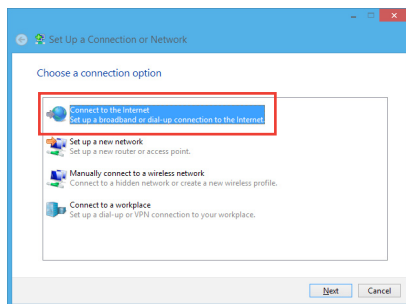 Set Up a Connection or Network
Choose a connection option
Connect to the Internet
Set up a broadband or dial-up connection to the Internet.
Set up a new network
Set up a new router or access point.
Manually connect to a wireless network
Connect to a hidden network or create a new wireless profile.
Connect to a workplace
Set up a dial-up or VPN connection to your workplace.
Next Cancel